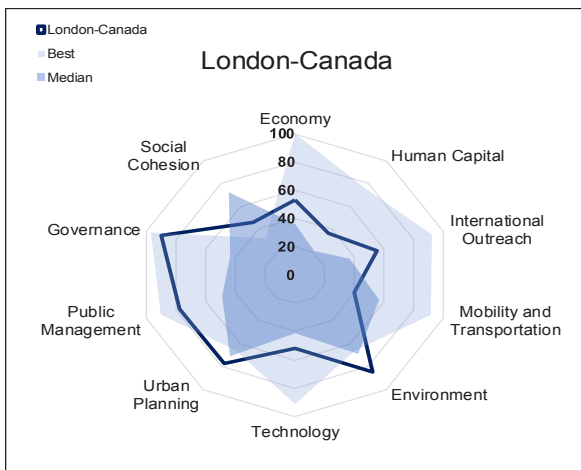 London-Canada
Best
Median
London-Canada
Economy
Human Capital
International
Outreach
Mobility and
Transportation
Environment
Technology
Urban
Planning
Public
Management
Governance
Social
Cohesion
100
80
60
40
20
0